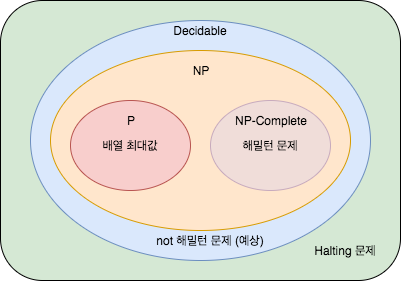 Decidable
NP
P
배열 최대값
NP-Complete
해밀턴 문제
not 해밀턴 문제 (예상)
Halting 문제